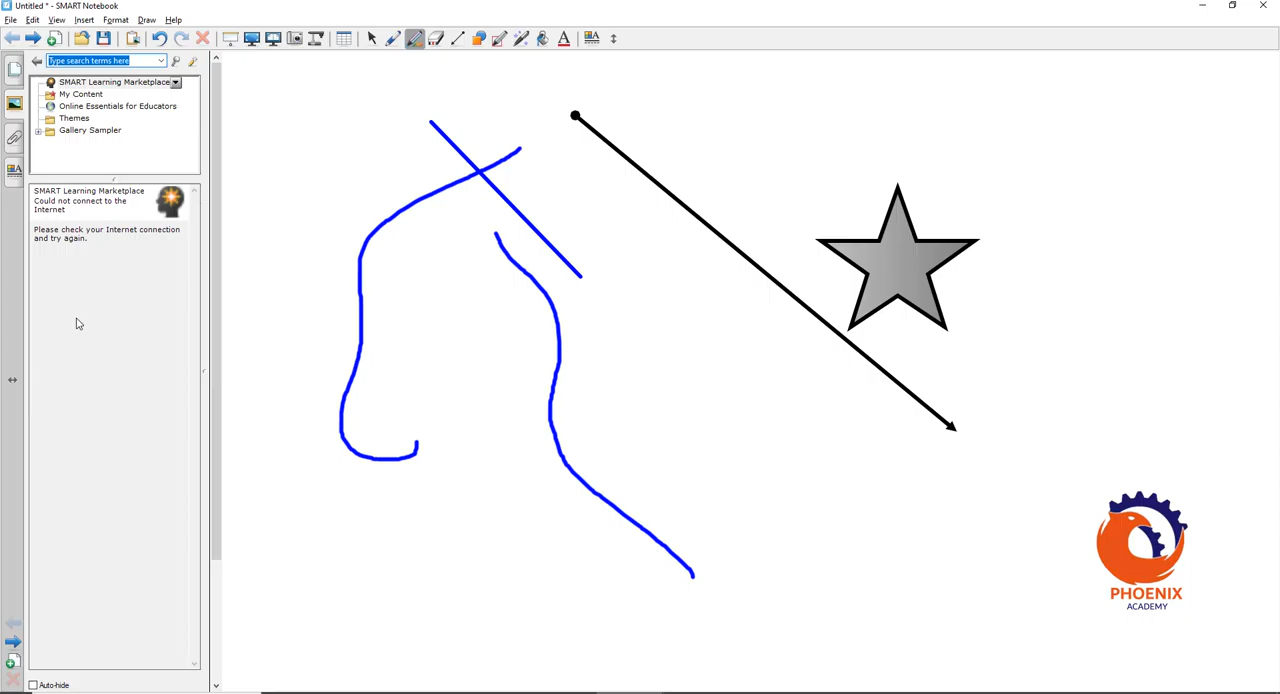 Untitled * - SMART Notebook
File Edit View Insert Format Draw Help
Type search terms here
SMART Learning Marketplace
My Content
Online Essentials for Educators
Themes
Gallery Sampler
SMART Learning Marketplace
Could not connect to the
Internet
Please check your Internet connection
and try again.
Auto-hide
PHOENIX
ACADEMY